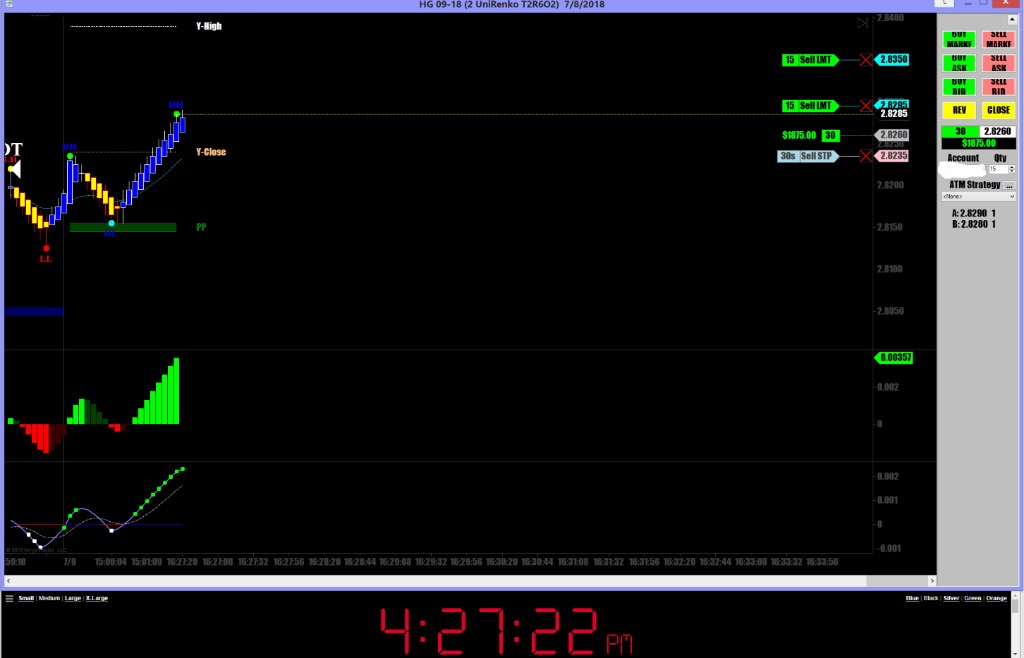 HG 09-18 (2 UniRenko T2R6O2) 7/8/2018
Y-High
2.8400
BUY MARKE SELL MARKE
15 Sell LMT 2.8350
BUY ASK SELL ASK
BUY BID SELL BID
HH
15 Sell LMT 2.8295
2.8285
REV CLOSE
$1875.00 30 2.8260
30 2.8260
$1875.00
2.8250
HH
Y-Close
30s Sell STP 2.8235
Account Qty
15
ATM Strategy ...
<None>
2.8200
A: 2.8290 1
B: 2.8280 1
PP
2.8150
LL
2.8100
2.8050
0.00357
0.002
0
0.002
0.001
0
-0.001
:59:10 7/8 15:00:04 15:01:09 16:27:20 16:27:08 16:27:32 16:27:56 16:28:20 16:28:44 16:29:08 16:29:32 16:29:56 16:30:20 16:30:44 16:31:08 16:31:32 16:31:56 16:32:20 16:32:44 16:33:08 16:33:32 16:33:56
Small | Medium | Large | X-Large
Blue | Black | Silver | Green | Orange
4:27:22 PM